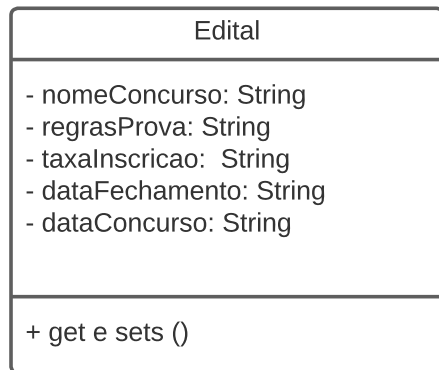 Edital
- nomeConcurso: String
- regrasProva: String
- taxaInscricao:  String
- dataFechamento: String
- dataConcurso: String
+ get e sets ()